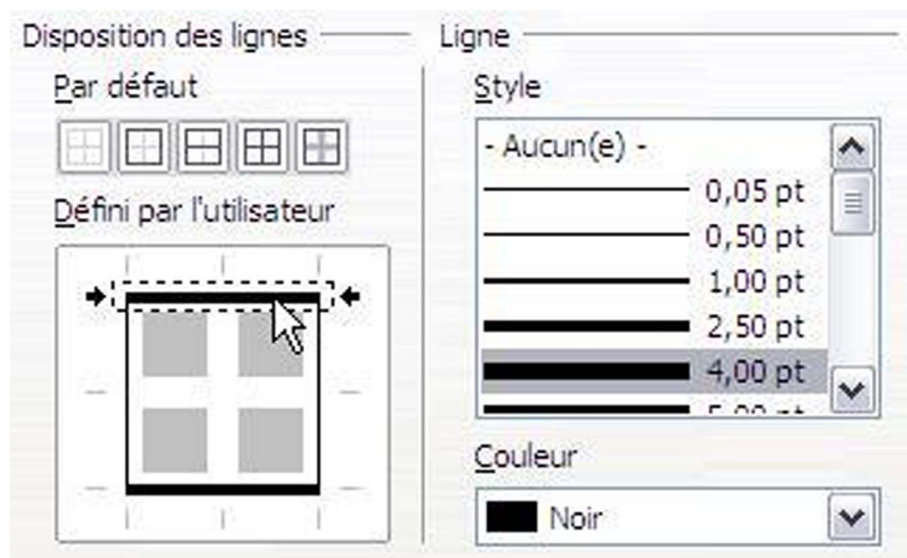 Disposition des lignes
Par défaut
Défini par l'utilisateur
Ligne
Style
- Aucun(e) -
0,05 pt
0,50 pt
1,00 pt
2,50 pt
4,00 pt
Couleur
Noir